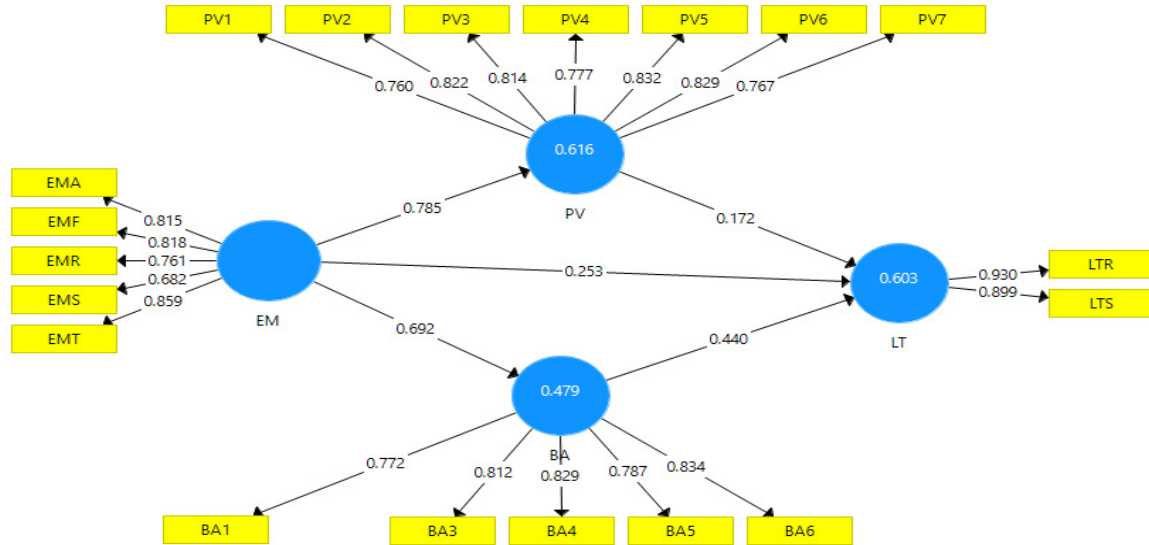 PV1 PV2 PV3 PV4 PV5 PV6 PV7
0.760 0.822 0.814 0.777 0.832 0.829 0.767
0.616
PV
EMA
EMF
EMR
EMS
EMT
0.815
0.818
0.761
0.682
0.859
EM
0.785
0.172
0.253
0.692
0.440
0.603
LT
0.930
0.899
LTR
LTS
0.479
BA
0.772 0.812 0.829 0.787 0.834
BA1 BA3 BA4 BA5 BA6